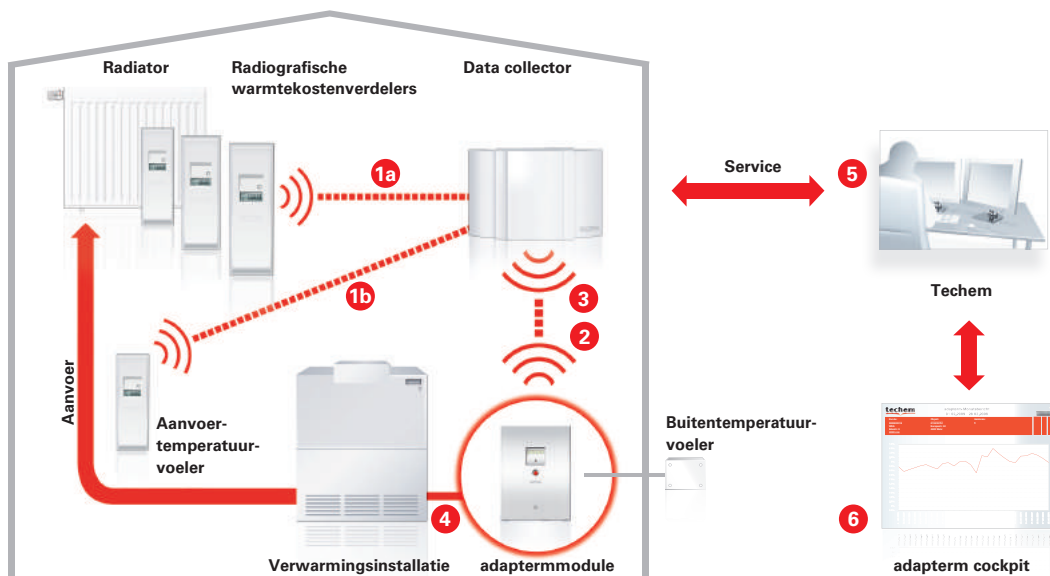 Radiator
Radiografische
warmtekostenverdelers
Data collector
1a
Service
5
1b
3
2
Techem
Aanvoer
Aanvoer-
temperatuur-
voeler
Buitentemperatuur-
voeler
techem
4
6
Verwarmingsinstallatie
adaptermmodule
adapterm cockpit